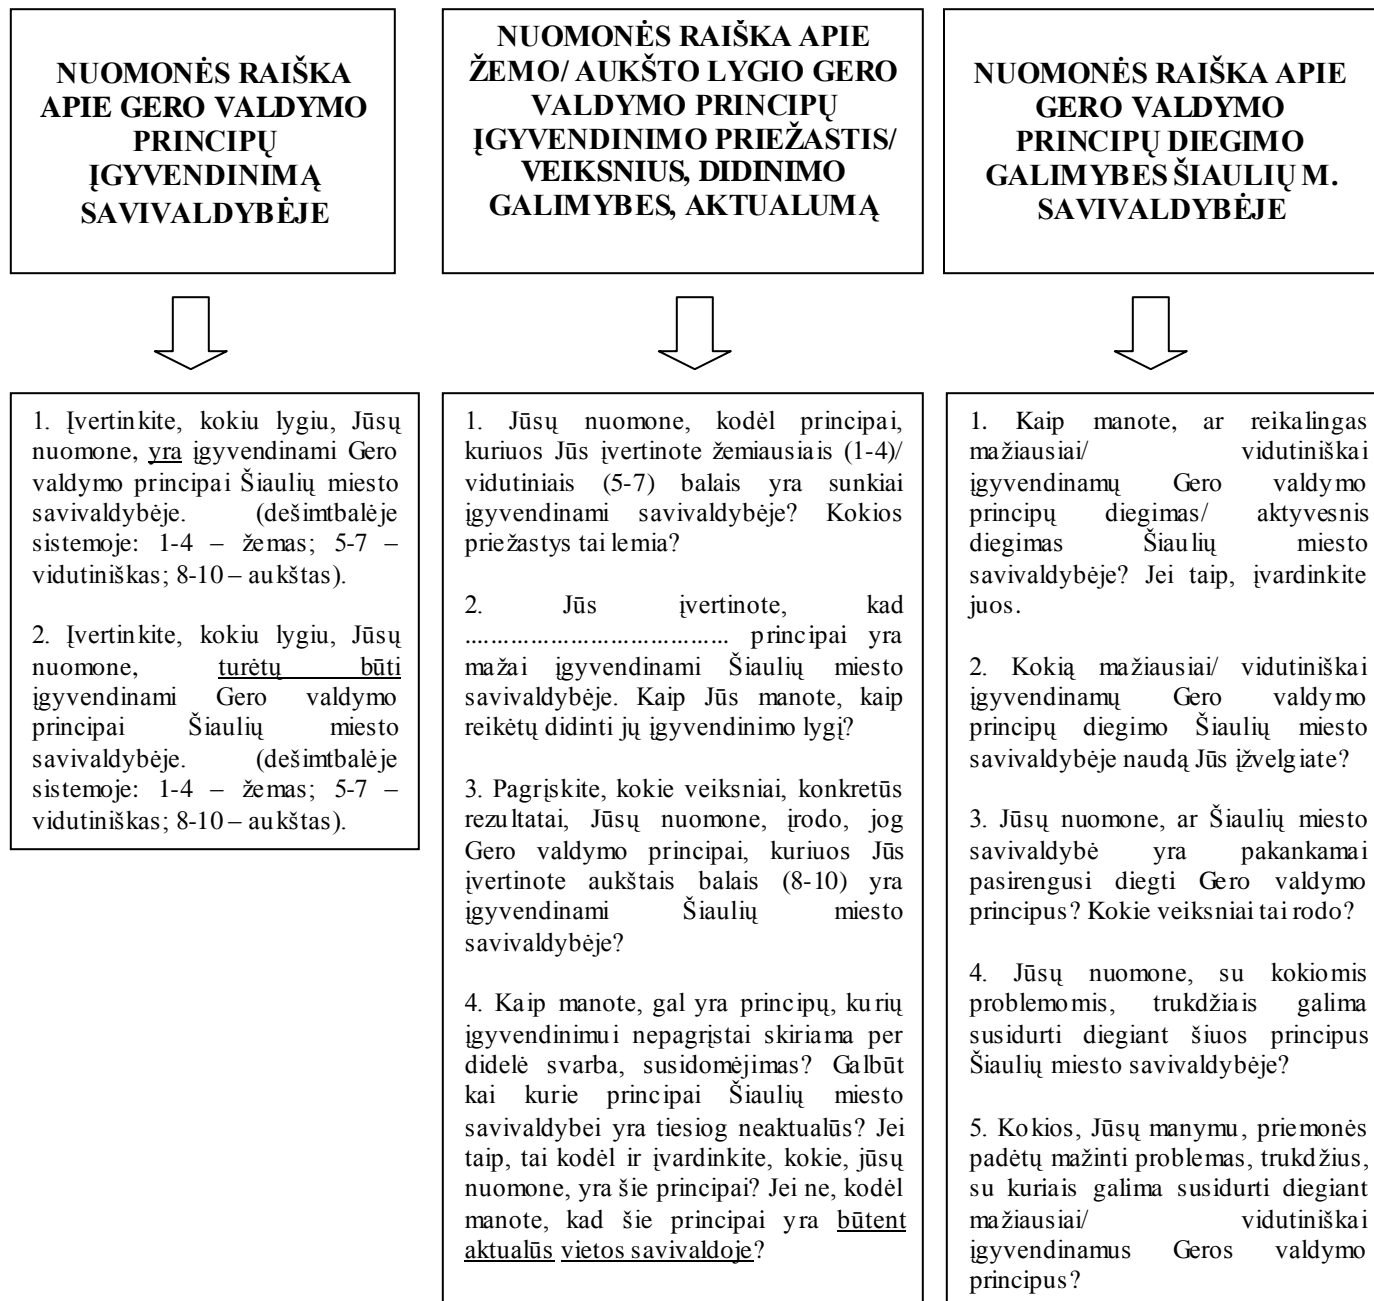 NUOMONĖS RAIŠKA
APIE GERO VALDYMO
PRINCIPŲ
ĮGYVENDINIMĄ
SAVIVALDYBĖJE
NUOMONĖS RAIŠKA APIE
ŽEMO/ AUKŠTO LYGIO GERO
VALDYMO PRINCIPŲ
ĮGYVENDINIMO PRIEŽASTIS/
VEIKSNIUS, DIDINIMO
GALIMYBES, AKTUALUMĄ
NUOMONĖS RAIŠKA APIE
GERO VALDYMO
PRINCIPŲ DIEGIMO
GALIMYBES ŠIAULIŲ M.
SAVIVALDYBĖJE
1. Įvertinkite, kokiu lygiu, Jūsų
nuomone, yra įgyvendinami Gero
valdymo principai Šiaulių miesto
savivaldybėje. (dešimtbalėje
sistemoje: 1-4 – žemas; 5-7 –
vidutiniškas; 8-10 – aukštas).
2. Įvertinkite, kokiu lygiu, Jūsų
nuomone, turėtų būti
įgyvendinami Gero valdymo
principai Šiaulių miesto
savivaldybėje. (dešimtbalėje
sistemoje: 1-4 – žemas; 5-7 –
vidutiniškas; 8-10 – aukštas).
1. Jūsų nuomone, kodėl principai,
kuriuos Jūs įvertinote žemiausiais (1-4)/
vidutiniais (5-7) balais yra sunkiai
įgyvendinami savivaldybėje? Kokios
priežastys tai lemia?
2. Jūs įvertinote, kad
....................................... principai yra
mažai įgyvendinami Šiaulių miesto
savivaldybėje. Kaip Jūs manote, kaip
reikėtų didinti jų įgyvendinimo lygį?
3. Pagrįskite, kokie veiksniai, konkretūs
rezultatai, Jūsų nuomone, įrodo, jog
Gero valdymo principai, kuriuos Jūs
įvertinote aukštais balais (8-10) yra
įgyvendinami Šiaulių miesto
savivaldybėje?
4. Kaip manote, gal yra principų, kurių
įgyvendinimui nepagrįstai skiriama per
didelė svarba, susidomėjimas? Galbūt
kai kurie principai Šiaulių miesto
savivaldybei yra tiesiog neaktualūs? Jei
taip, tai kodėl ir įvardinkite, kokie, jūsų
nuomone, yra šie principai? Jei ne, kodėl
manote, kad šie principai yra būtent
aktualūs vietos savivaldoje?
1. Kaip manote, ar reikalingas
mažiausiai/ vidutiniškai
įgyvendinamų Gero valdymo
principų diegimas/ aktyvesnis
diegimas Šiaulių miesto
savivaldybėje? Jei taip, įvardinkite
juos.
2. Kokią mažiausiai/ vidutiniškai
įgyvendinamų Gero valdymo
principų diegimo Šiaulių miesto
savivaldybėje naudą Jūs įžvelgiate?
3. Jūsų nuomone, ar Šiaulių miesto
savivaldybė yra pakankamai
pasirengusi diegti Gero valdymo
principus? Kokie veiksniai tai rodo?
4. Jūsų nuomone, su kokiomis
problemomis, trukdžiais galima
susidurti diegiant šiuos principus
Šiaulių miesto savivaldybėje?
5. Kokios, Jūsų manymu, priemonės
padėtų mažinti problemas, trukdžius,
su kuriais galima susidurti diegiant
mažiausiai/ vidutiniškai
įgyvendinamus Geros valdymo
principus?